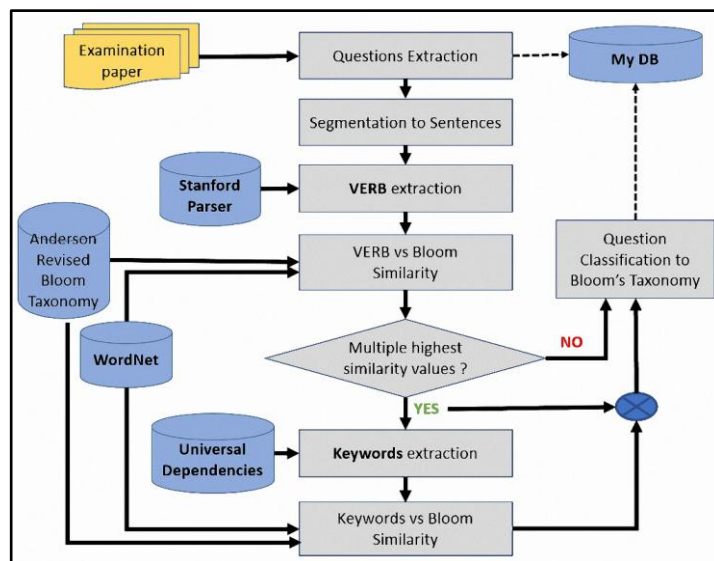 Examination
paper
Questions Extraction
My DB
Segmentation to Sentences
Stanford
Parser
VERB extraction
Anderson
Revised
Bloom
Taxonomy
VERB vs Bloom
Similarity
Question
Classification to
Bloom's Taxonomy
WordNet
Multiple highest
similarity values ?
NO
YES
Universal
Dependencies
Keywords extraction
Keywords vs Bloom
Similarity